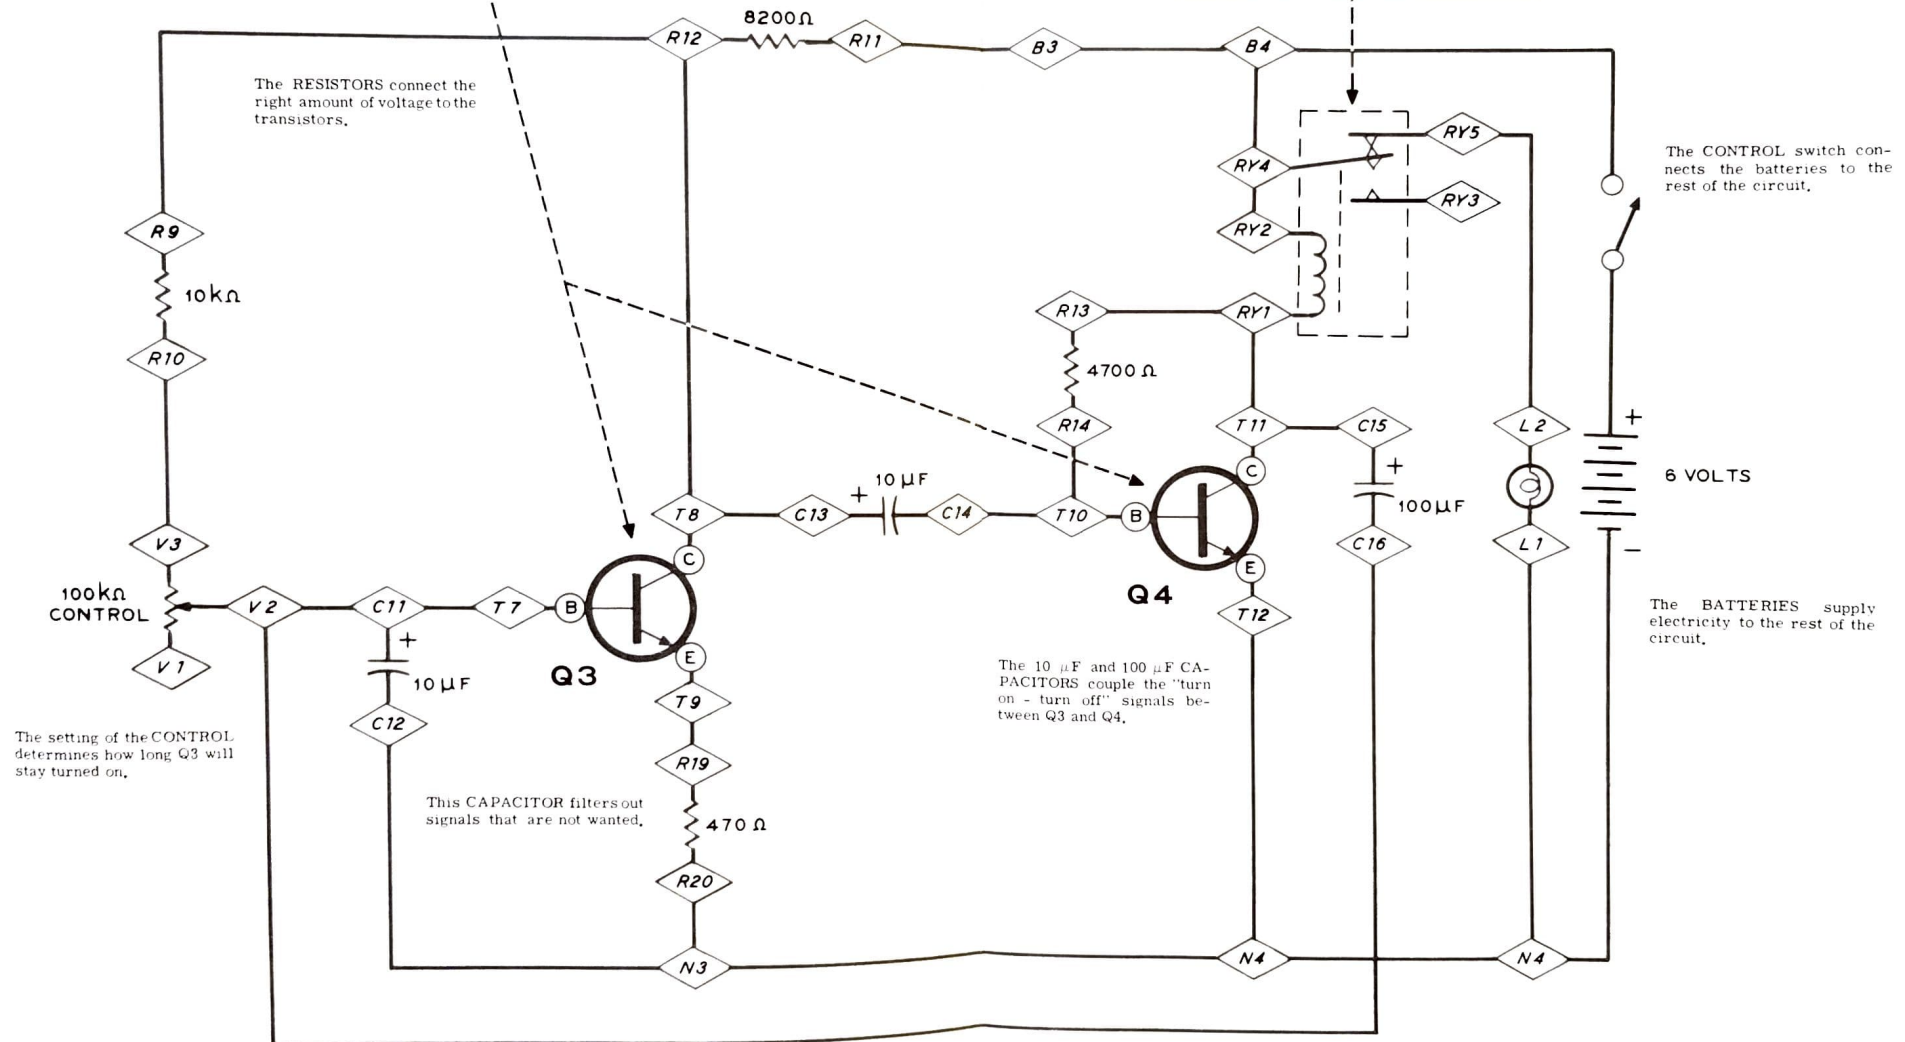 8200Ω
R12
R11
B3
B4
The RESISTORS connect the
right amount of voltage to the
transistors.
RY5
RY4
RY3
RY2
The CONTROL switch con-
nects the batteries to the
rest of the circuit.
R9
10kΩ
R10
R13
RY1
4700 Ω
R14
T11
C15
L2
+
6 VOLTS
−
C
+
100µF
C16
L1
V3
100kΩ
CONTROL
V2
V1
C11
T7
B
+
10µF
C12
T8
C
C13
+
10µF
C14
T10
B
E
Q3
Q4
E
T12
T9
R19
470 Ω
R20
The BATTERIES supply
electricity to the rest of the
circuit.
The 10 µF and 100 µF CA-
PACITORS couple the "turn
on - turn off" signals be-
tween Q3 and Q4.
The setting of the CONTROL
determines how long Q3 will
stay turned on.
This CAPACITOR filters out
signals that are not wanted.
N3
N4
N4